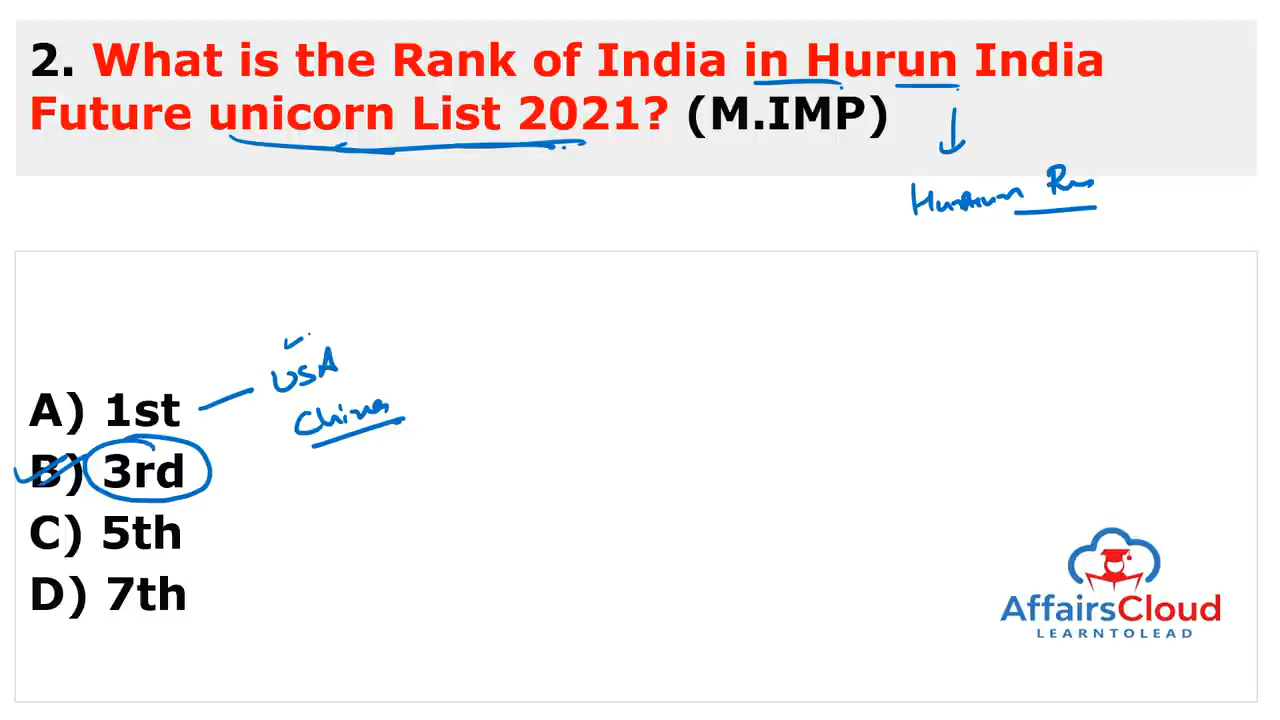 2. What is the Rank of India in Hurun India
Future unicorn List 2021? (M.IMP)
USA
China
A) 1st
B) 3rd
C) 5th
D) 7th
AffairsCloud
LEARNTOLEAD